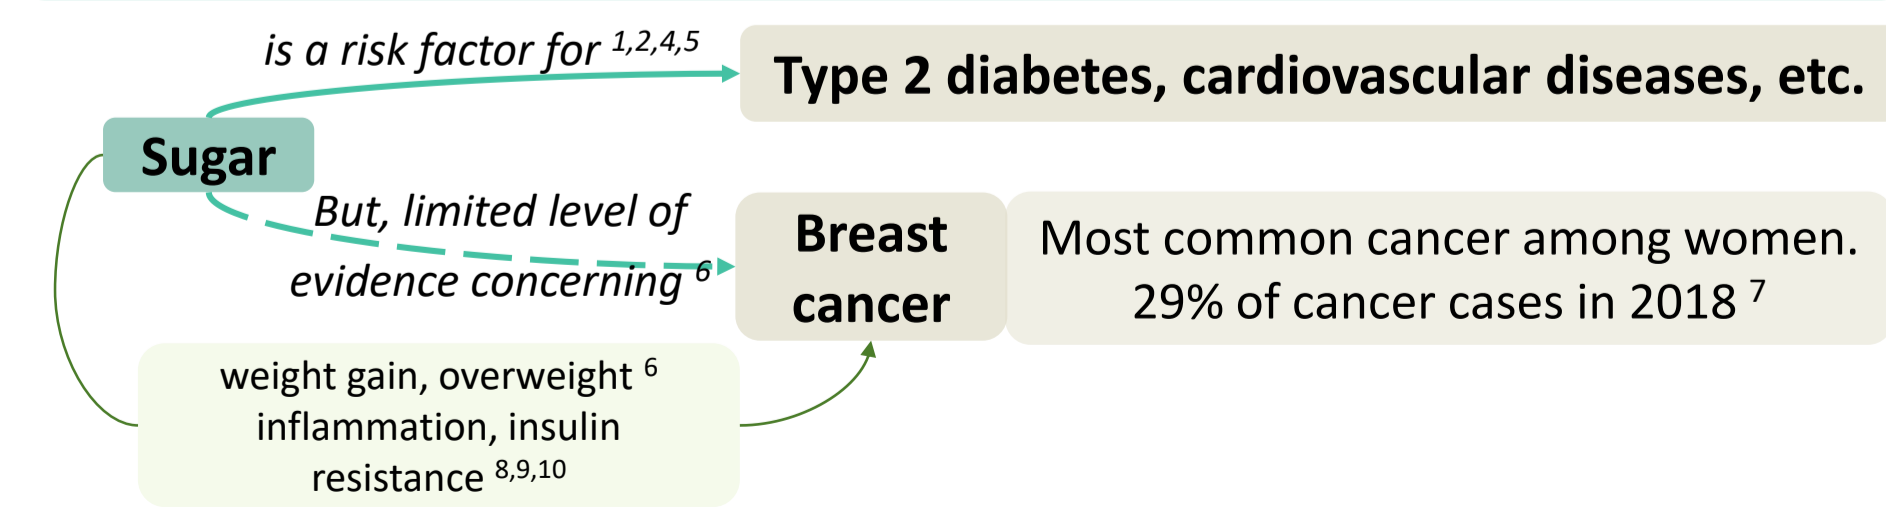 is a risk factor for 1,2,4,5
Type 2 diabetes, cardiovascular diseases, etc.
Sugar
But, limited level of
evidence concerning 6
Breast
cancer
Most common cancer among women.
29% of cancer cases in 2018 7
weight gain, overweight 6
inflammation, insulin
resistance 8,9,10